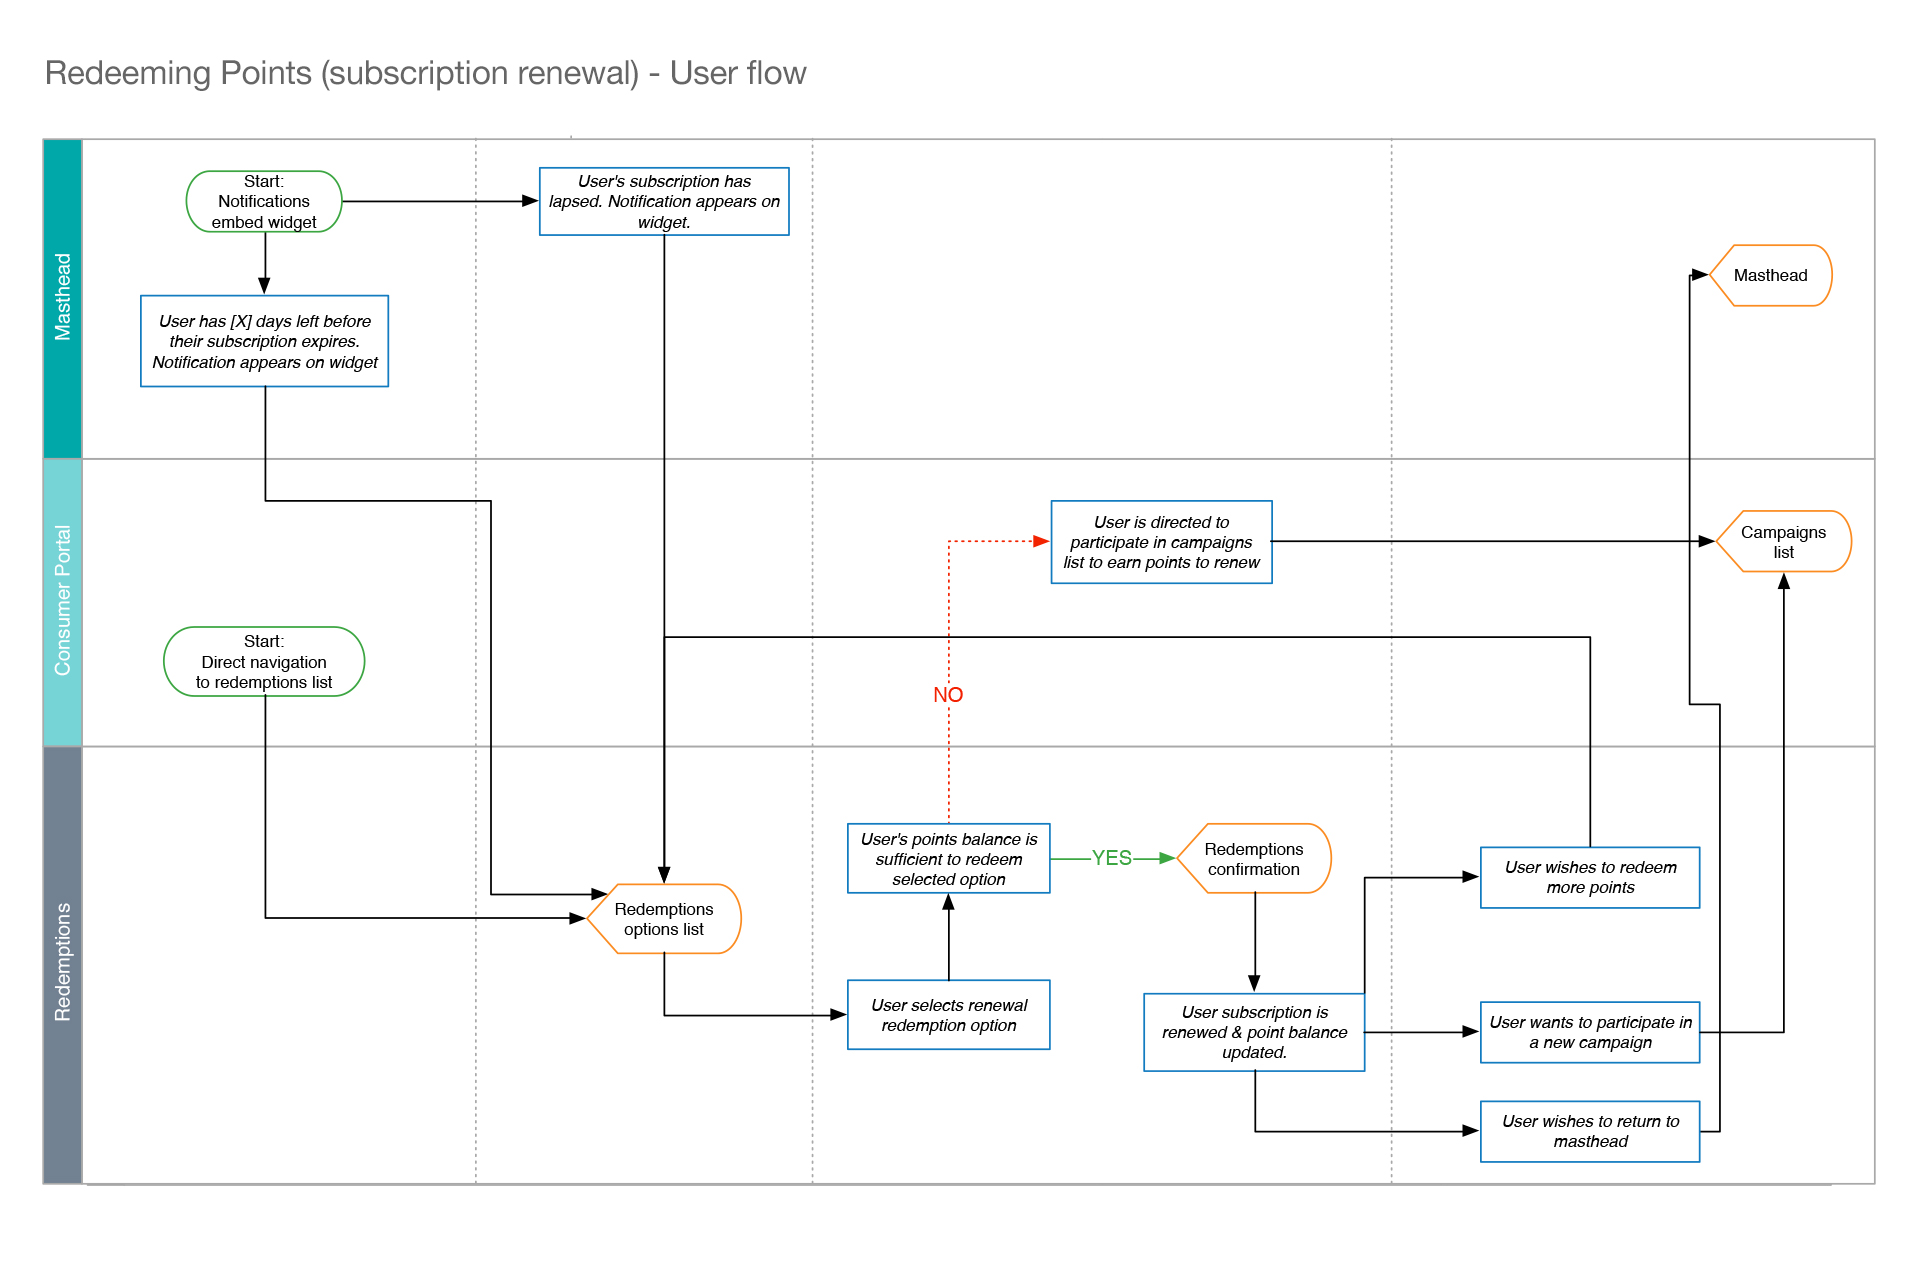 Redeeming Points (subscription renewal) - User flow
Masthead
Start:
Notifications
embed widget
User's subscription has
lapsed. Notification appears on
widget.
User has [X] days left before
their subscription expires.
Notification appears on widget
Masthead
Consumer Portal
User is directed to
participate in campaigns
list to earn points to renew
Campaigns
list
Start:
Direct navigation
to redemptions list
NO
Redemptions
User's points balance is
sufficient to redeem
selected option
YES
Redemptions
confirmation
User wishes to redeem
more points
Redemptions
options list
User selects renewal
redemption option
User subscription is
renewed & point balance
updated.
User wants to participate in
a new campaign
User wishes to return to
masthead